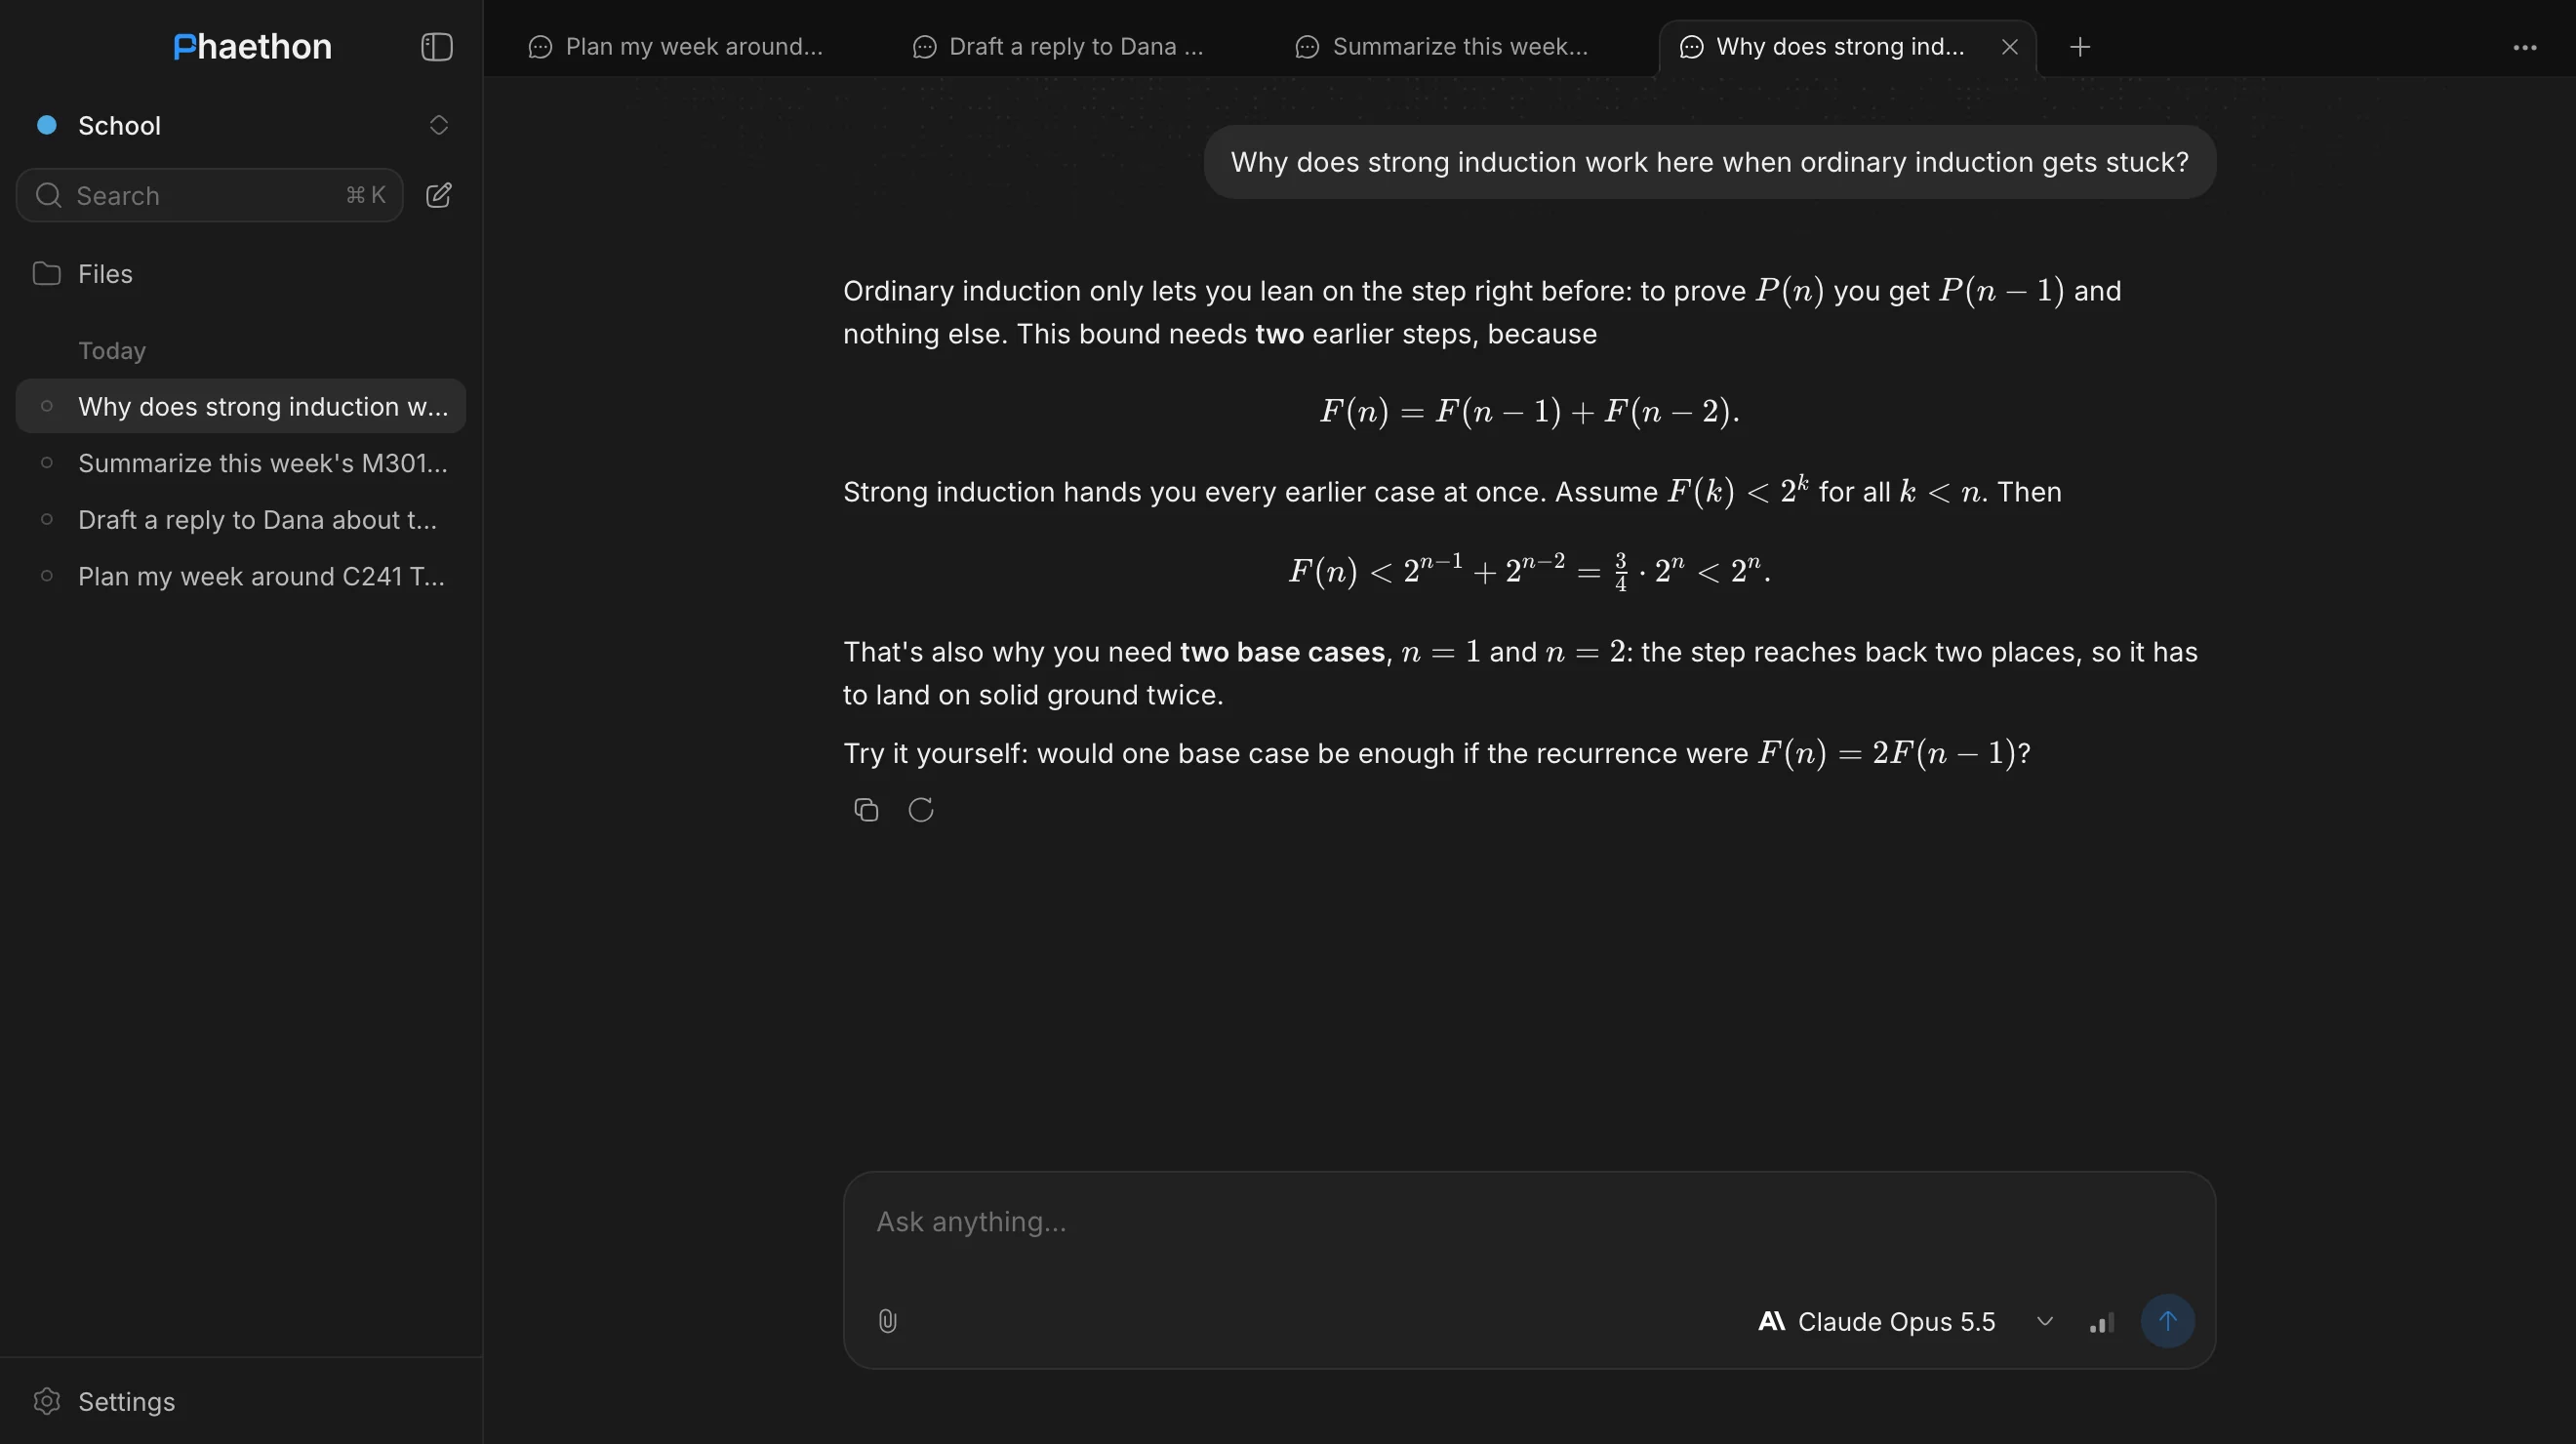 Phaethon
School
Search ⌘ K
Files
Today
Why does strong induction w...
Summarize this week's M301...
Draft a reply to Dana about t...
Plan my week around C241 T...
Settings
Plan my week around...
Draft a reply to Dana ...
Summarize this week...
Why does strong ind...
Why does strong induction work here when ordinary induction gets stuck?
Ordinary induction only lets you lean on the step right before: to prove P(n) you get P(n − 1) and
nothing else. This bound needs two earlier steps, because
F(n) = F(n − 1) + F(n − 2).
Strong induction hands you every earlier case at once. Assume F(k) < 2^k for all k < n. Then
F(n) < 2^{n−1} + 2^{n−2} = 3/4 · 2^n < 2^n.
That's also why you need two base cases, n = 1 and n = 2: the step reaches back two places, so it has
to land on solid ground twice.
Try it yourself: would one base case be enough if the recurrence were F(n) = 2F(n − 1)?
Ask anything...
Claude Opus 5.5